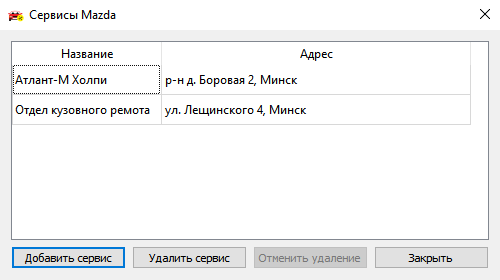 Сервисы Mazda
Название Адрес
Атлант-М Холпи р-н д. Боровая 2, Минск
Отдел кузовного ремота ул. Лещинского 4, Минск
Добавить сервис Удалить сервис Отменить удаление Закрыть